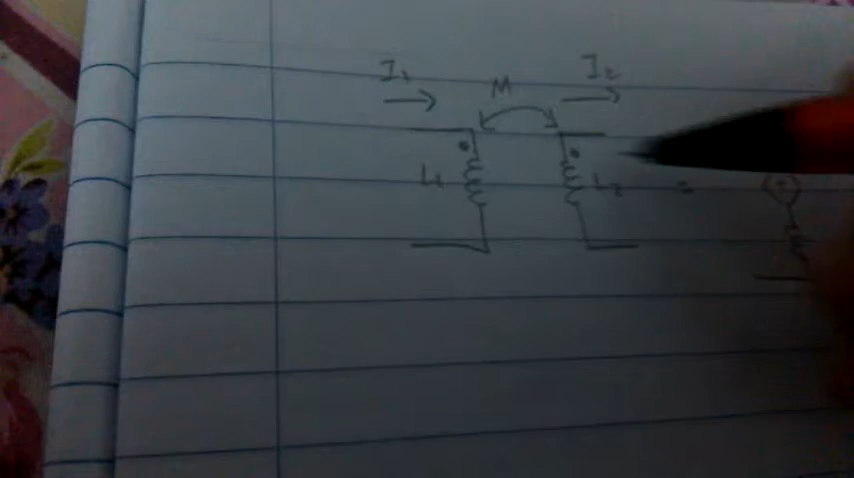 I₁ M I₂
L₁ L₂ =
+